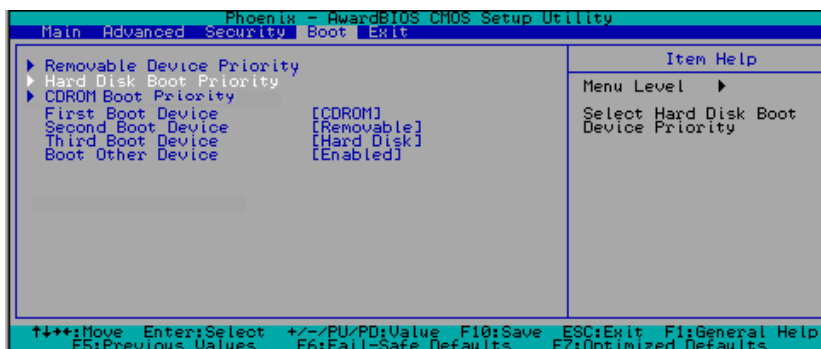 Phoenix - AwardBIOS CMOS Setup Utility
Main Advanced Security Boot Exit
Removable Device Priority
Hard Disk Boot Priority
CDROM Boot Priority
First Boot Device [CDROM]
Second Boot Device [Removable]
Third Boot Device [Hard Disk]
Boot Other Device [Enabled]
Item Help
Menu Level
Select Hard Disk Boot
Device Priority
↑↓→←:Move Enter:Select +/-/PU/PD:Value F10:Save ESC:Exit F1:General Help
F5:Previous Values F6:Fail-Safe Defaults F7:Optimized Defaults